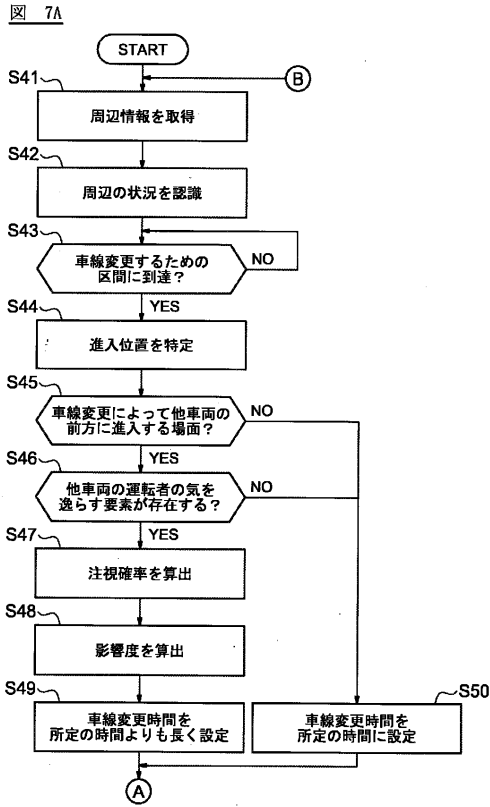 図 7A
START
B
S41
周辺情報を取得
S42
周辺の状況を認識
S43
車線変更するための
区間に到達？
NO
YES
S44
進入位置を特定
S45
車線変更によって他車両の
前方に進入する場面？
NO
YES
S46
他車両の運転者の気を
逸らす要素が存在する？
NO
YES
S47
注視確率を算出
S48
影響度を算出
S49
車線変更時間を
所定の時間よりも長く設定
S50
車線変更時間を
所定の時間に設定
A